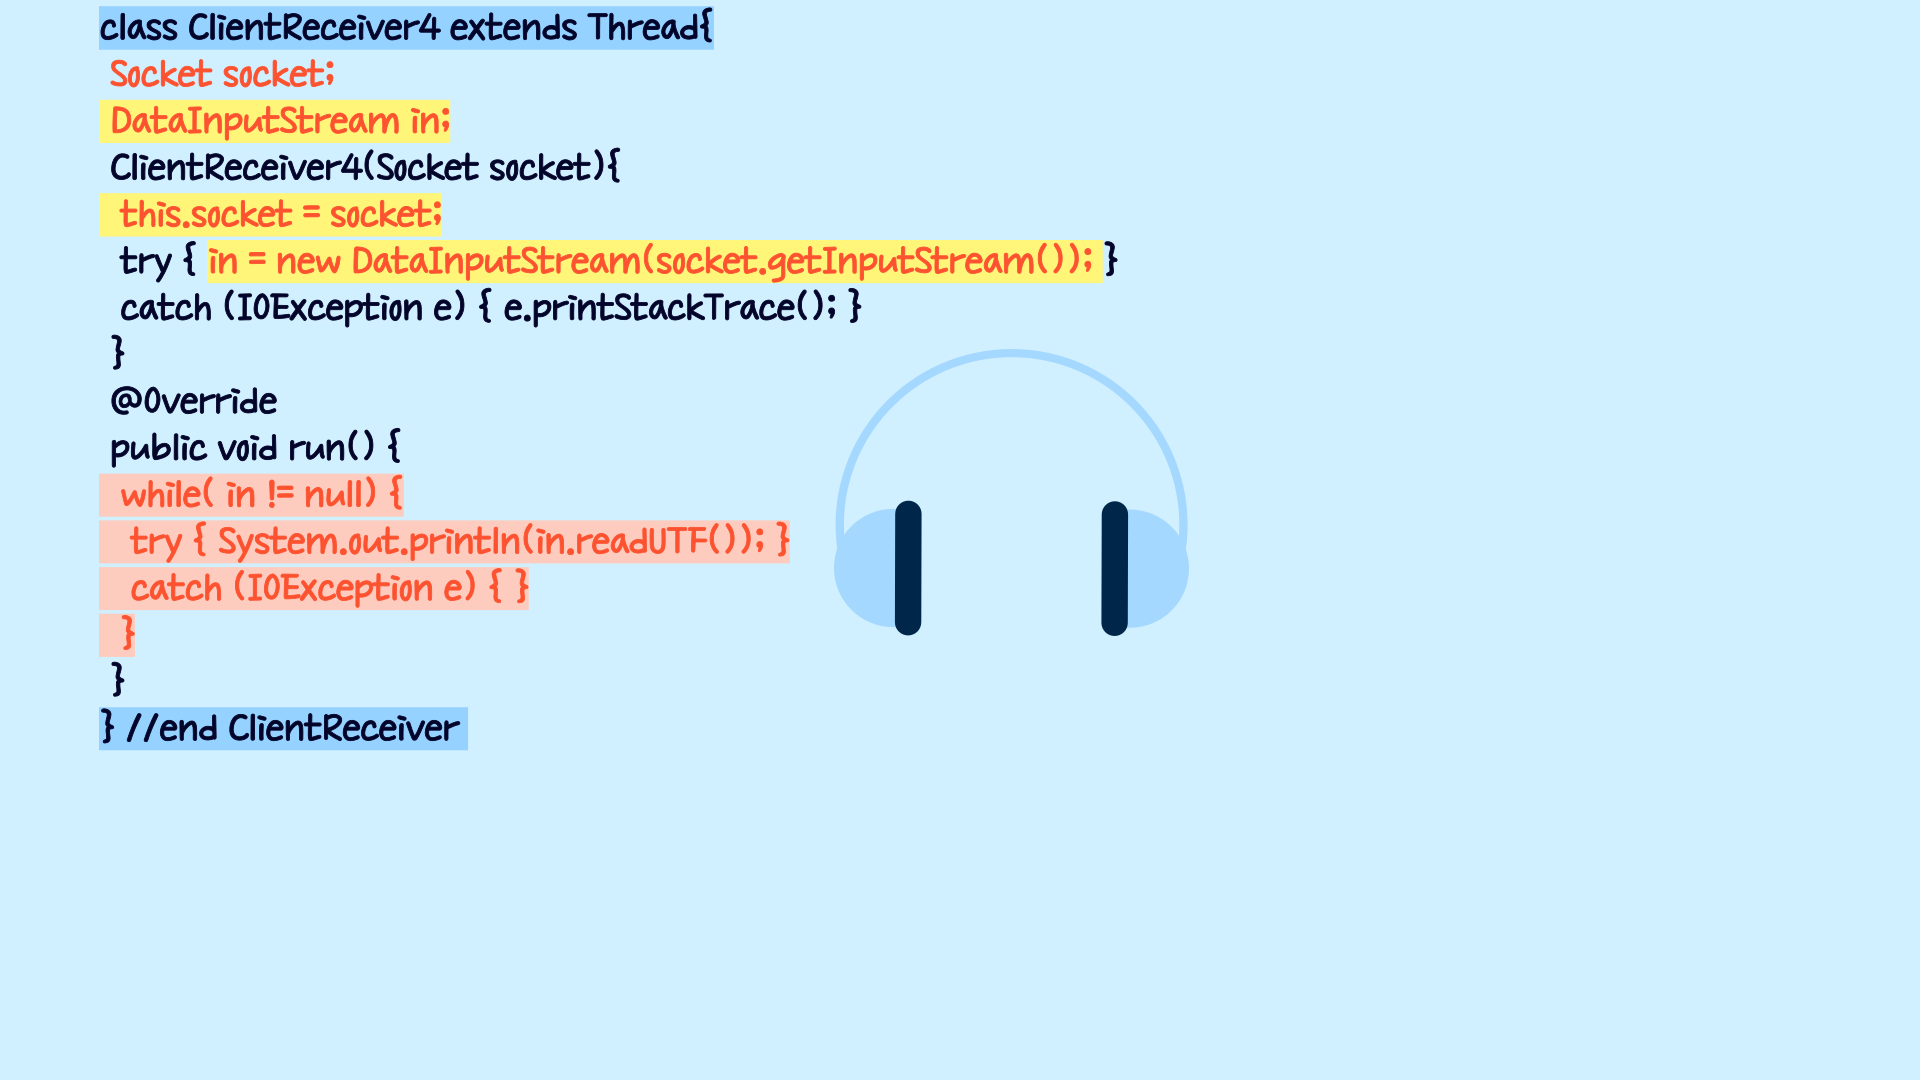 class ClientReceiver4 extends Thread{
Socket socket;
DataInputStream in;
ClientReceiver4(Socket socket){
this.socket = socket;
try { in = new DataInputStream(socket.getInputStream()); }
catch (IOException e) { e.printStackTrace(); }
}
@Override
public void run() {
while( in != null) {
try { System.out.println(in.readUTF()); }
catch (IOException e) { }
}
}
} //end ClientReceiver